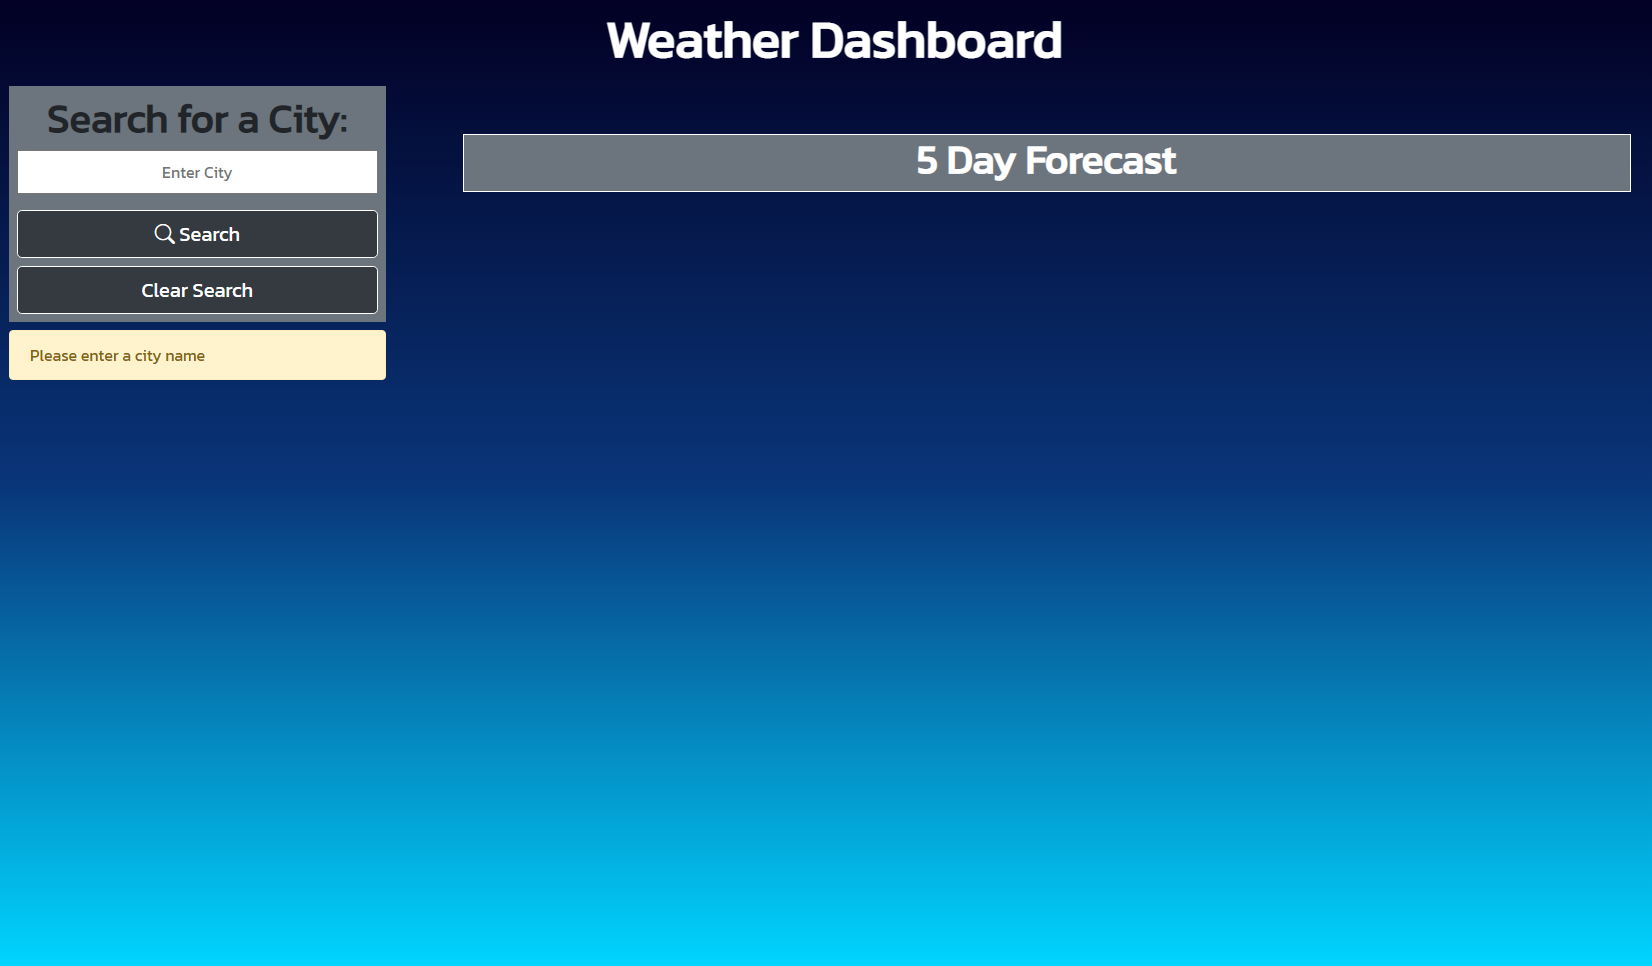 Weather Dashboard
Search for a City:
Enter City
Search
Clear Search
Please enter a city name
5 Day Forecast